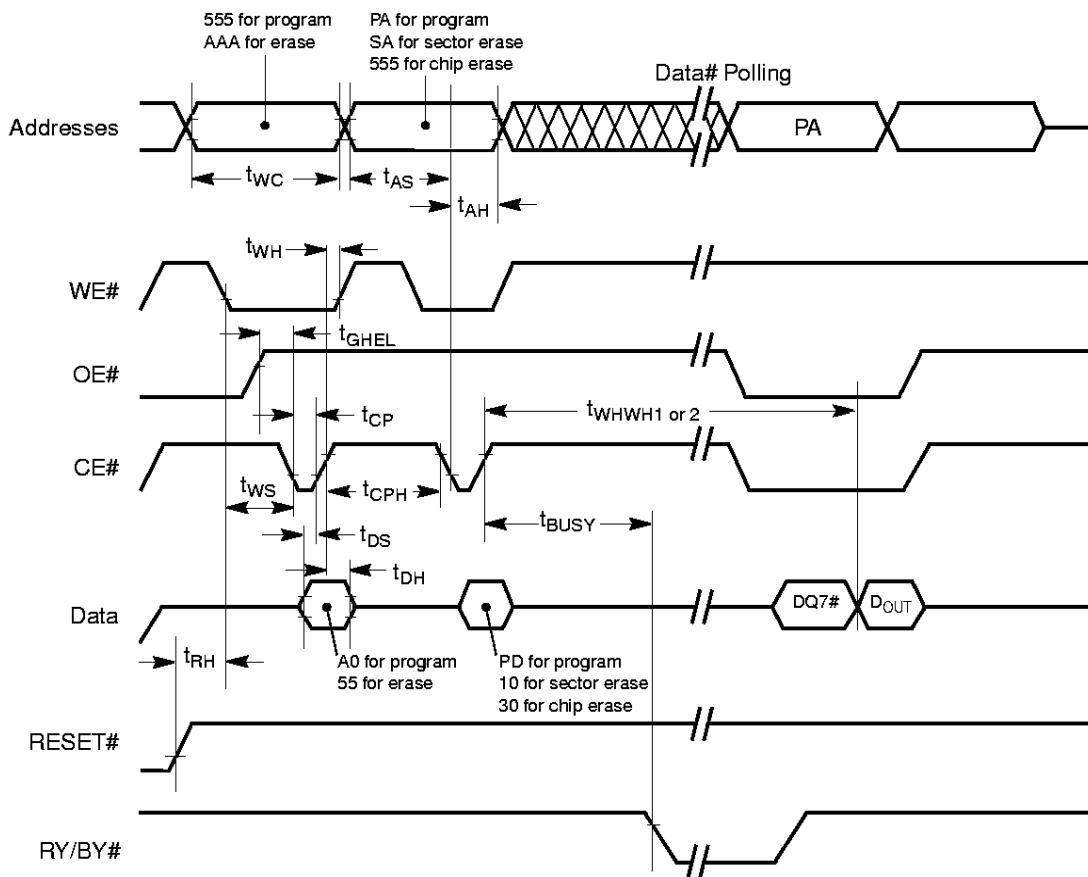 555 for program
AAA for erase
PA for program
SA for sector erase
555 for chip erase
Data# Polling
Addresses
PA
tWC
tAS
tAH
tWH
WE#
tGHEL
OE#
tCP
tWHWH1 or 2
CE#
tWS
tCPH
tDS
tBUSY
tDH
Data
DQ7#
DOUT
tRH
A0 for program
55 for erase
PD for program
10 for sector erase
30 for chip erase
RESET#
RY/BY#